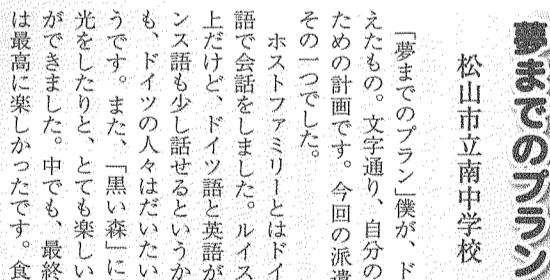 夢までのプラン
松山市立南中学校
「夢までのプラン」僕が、ド
えたもの。文字通り、自分の
ための計画です。今回の派遣
その一つでした。
ホストファミリーとはドイ
語で会話をしました。ルイス
上だけど、ドイツ語と英語が
ンス語も少し話せるというか
も、ドイツの人々はだいたい
うです。また、「黒い森」に
光をしたりと、とても楽しい
ができました。中でも、最終
は最高に楽しかったです。食